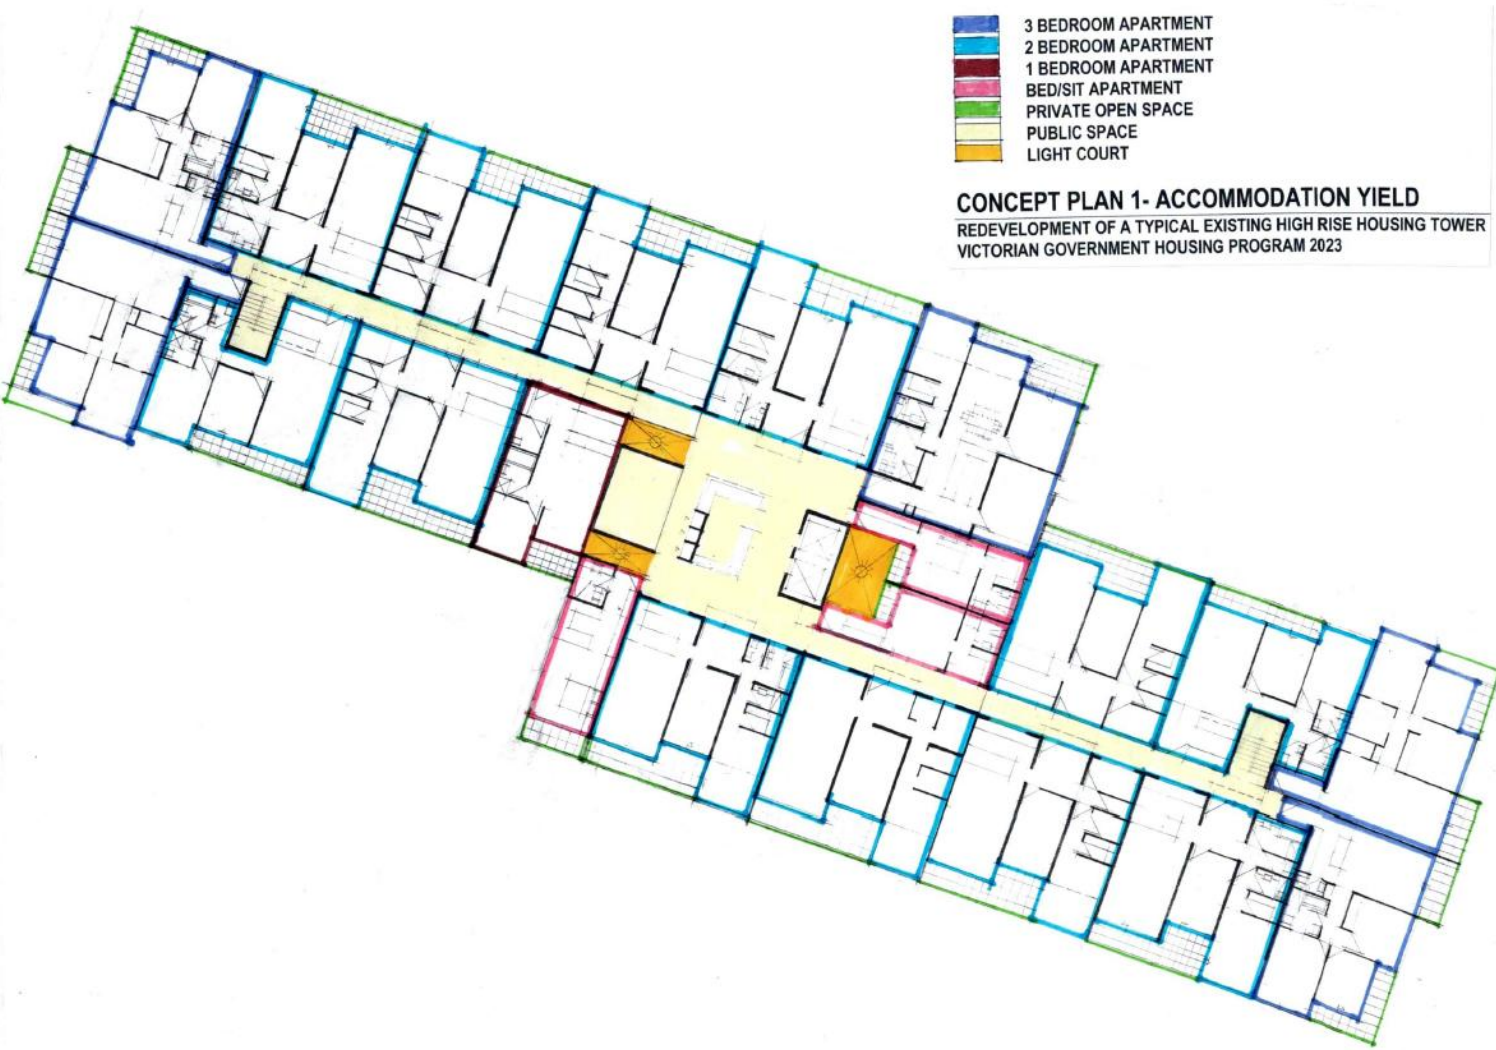 3 BEDROOM APARTMENT
2 BEDROOM APARTMENT
1 BEDROOM APARTMENT
BED/SIT APARTMENT
PRIVATE OPEN SPACE
PUBLIC SPACE
LIGHT COURT
CONCEPT PLAN 1- ACCOMMODATION YIELD
REDEVELOPMENT OF A TYPICAL EXISTING HIGH RISE HOUSING TOWER
VICTORIAN GOVERNMENT HOUSING PROGRAM 2023